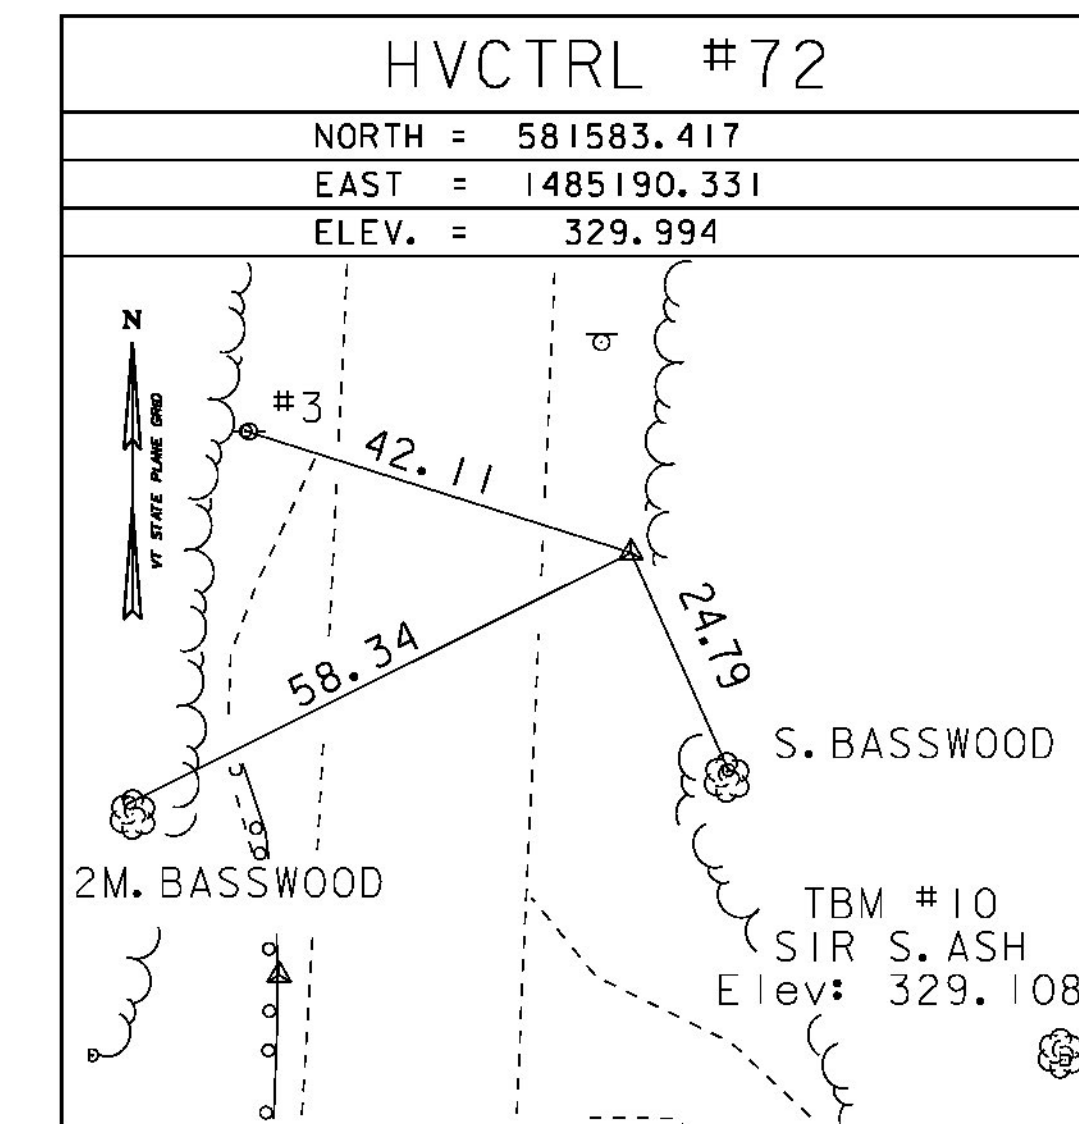 HVCTRL #72
NORTH = 581583.417
EAST = 1485190.331
ELEV. = 329.994
N
VT STATE PLANE GRID
#3
42.11
58.34
24.79
S. BASSWOOD
2M. BASSWOOD
TBM #10
SIR S. ASH
Elev: 329.108